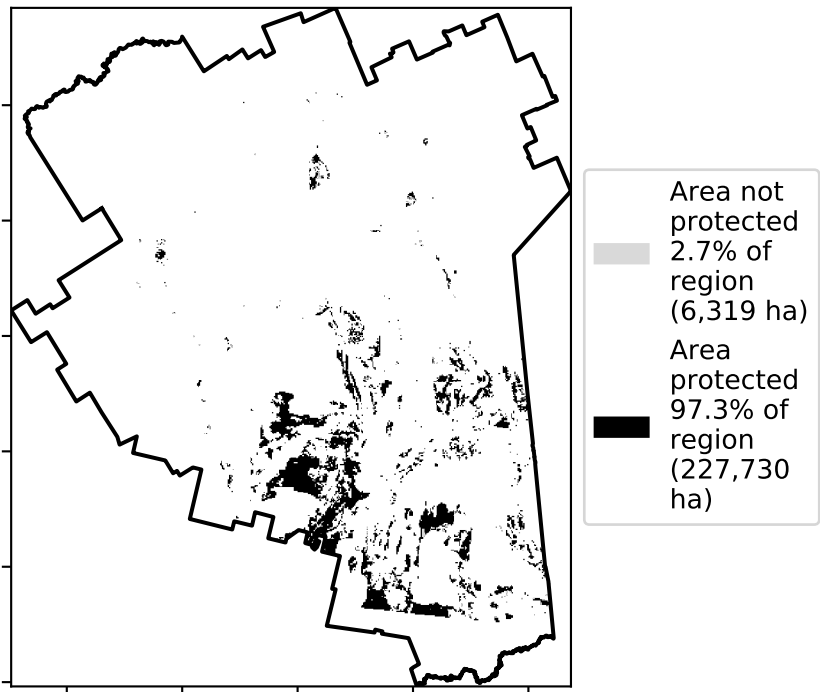 Area not
protected
2.7% of
region
(6,319 ha)
Area
protected
97.3% of
region
(227,730
ha)